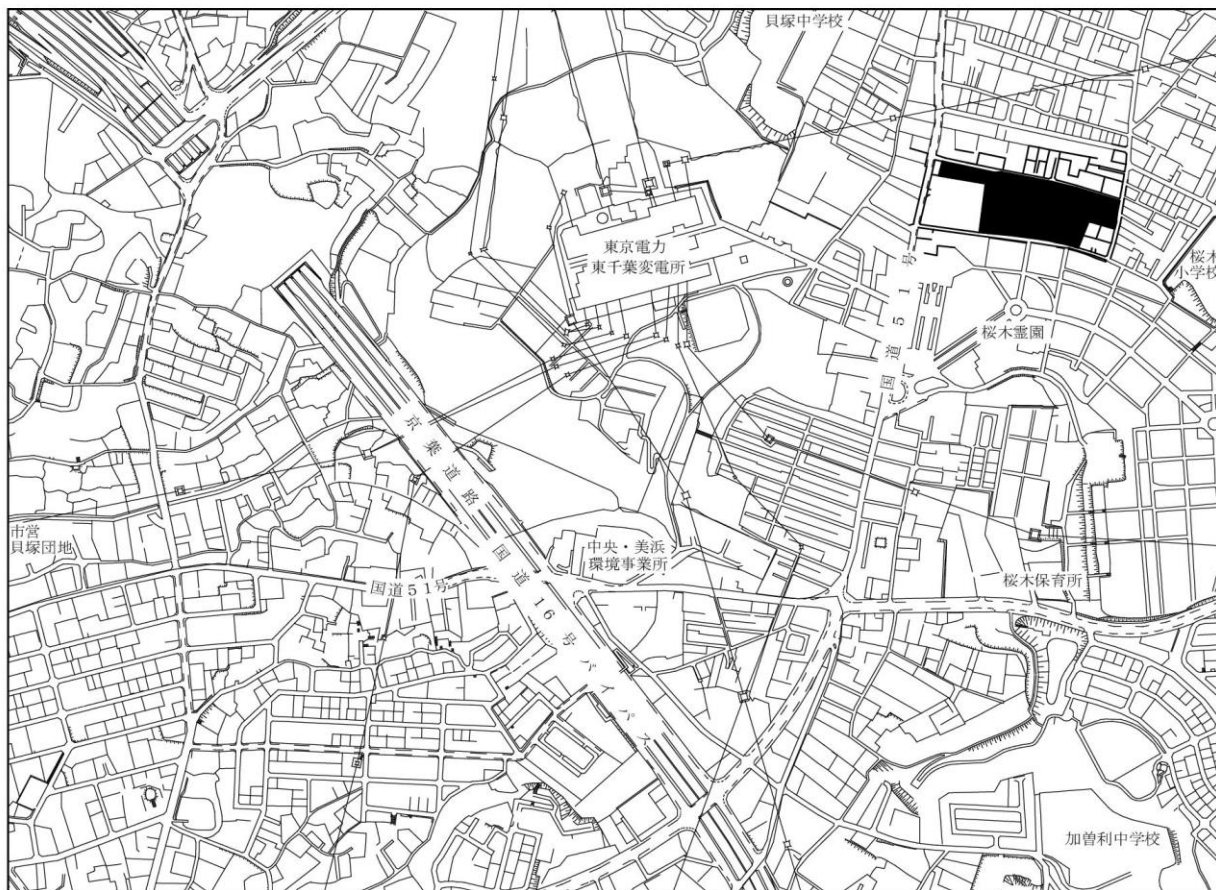 貝塚中学校
東京電力
東千葉変電所
国道51号
桜木
小学校
桜木霊園
京葉道路
国道16号バイパス
市営
貝塚団地
中央・美浜
環境事業所
国道51号
桜木保育所
加曽利中学校